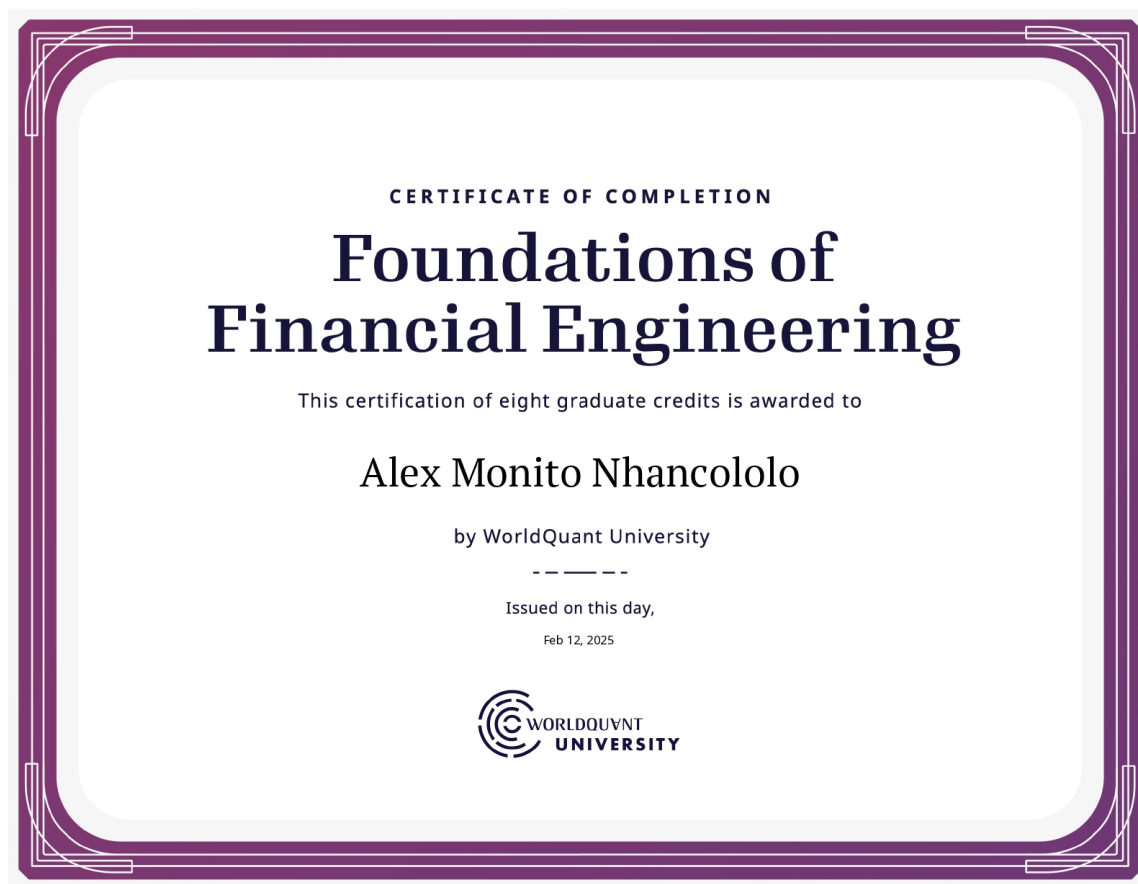 CERTIFICATE OF COMPLETION
Foundations of
Financial Engineering
This certification of eight graduate credits is awarded to
Alex Monito Nhancololo
by WorldQuant University
Issued on this day,
Feb 12, 2025
WORLDQUANT
UNIVERSITY